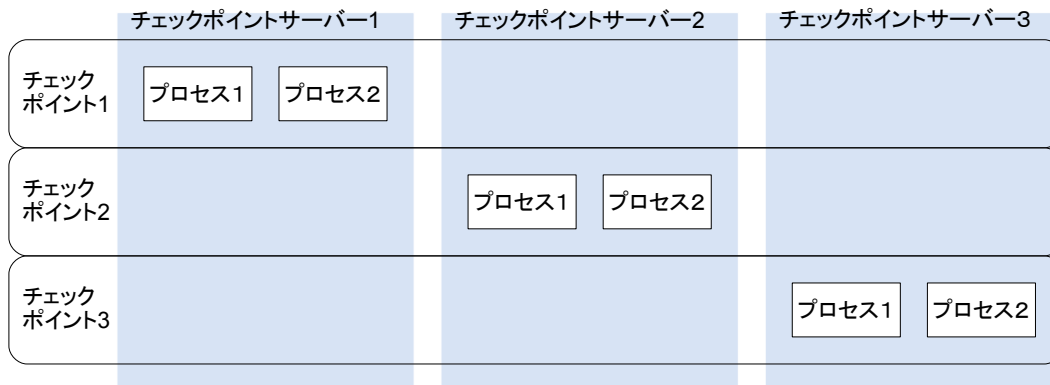 チェックポイントサーバー1
チェックポイントサーバー2
チェックポイントサーバー3
チェック
ポイント1
プロセス1
プロセス2
チェック
ポイント2
プロセス1
プロセス2
チェック
ポイント3
プロセス1
プロセス2